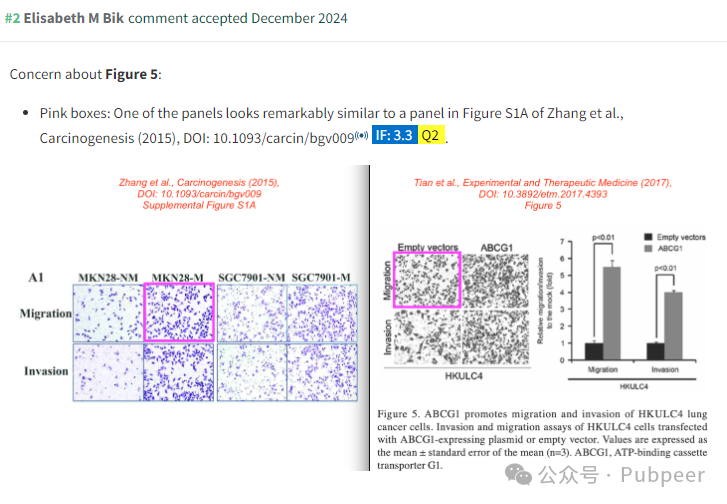 #2 Elisabeth M Bik comment accepted December 2024
Concern about Figure 5:
• Pink boxes: One of the panels looks remarkably similar to a panel in Figure S1A of Zhang et al.,
Carcinogenesis (2015), DOI: 10.1093/carcin/bgv009 IF: 3.3 Q2 .
Zhang et al., Carcinogenesis (2015),
DOI: 10.1093/carcin/bgv009
Supplemental Figure S1A
A1
MKN28-NM MKN28-M SGC7901-NM SGC7901-M
Migration
Invasion
Tian et al., Experimental and Therapeutic Medicine (2017),
DOI: 10.3892/etm.2017.4393
Figure 5
Empty vectors ABCG1
Migration
Invasion
HKULC4
Relative migration/invasion
to the mock (fold)
7
6
5
4
3
2
1
0
p<0.01
p<0.01
Empty vectors
ABCG1
Migration Invasion
HKULC4
Figure 5. ABCG1 promotes migration and invasion of HKULC4 lung
cancer cells. Invasion and migration assays of HKULC4 cells transfected
with ABCG1-expressing plasmid or empty vector. Values are expressed as
the mean ± standard error of the mean (n=3). ABCG1, ATP-binding cassette
transporter G1.
公众号 · Pubpeer